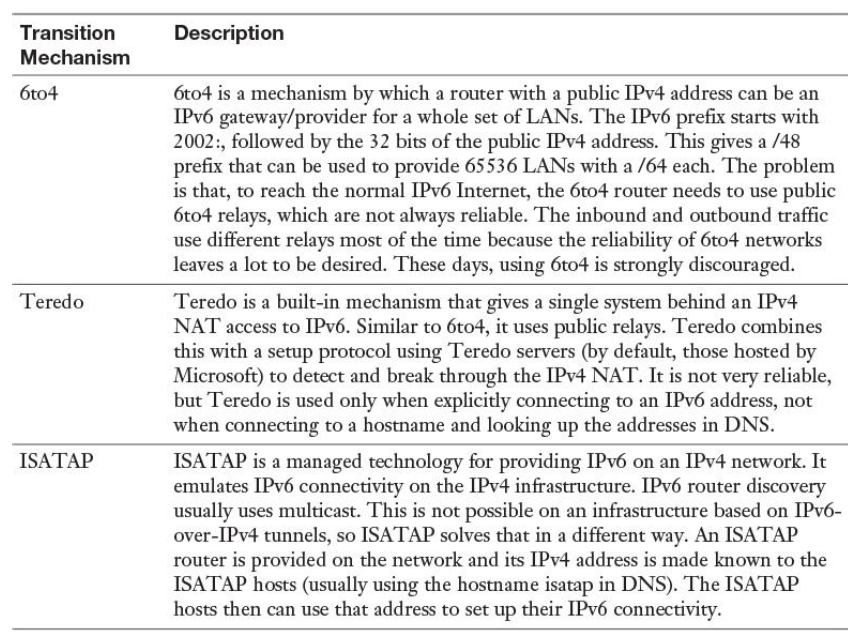 Transition Mechanism Description
6to4 6to4 is a mechanism by which a router with a public IPv4 address can be an
IPv6 gateway/provider for a whole set of LANs. The IPv6 prefix starts with
2002:, followed by the 32 bits of the public IPv4 address. This gives a /48
prefix that can be used to provide 65536 LANs with a /64 each. The problem
is that, to reach the normal IPv6 Internet, the 6to4 router needs to use public
6to4 relays, which are not always reliable. The inbound and outbound traffic
use different relays most of the time because the reliability of 6to4 networks
leaves a lot to be desired. These days, using 6to4 is strongly discouraged.
Teredo Teredo is a built-in mechanism that gives a single system behind an IPv4
NAT access to IPv6. Similar to 6to4, it uses public relays. Teredo combines
this with a setup protocol using Teredo servers (by default, those hosted by
Microsoft) to detect and break through the IPv4 NAT. It is not very reliable,
but Teredo is used only when explicitly connecting to an IPv6 address, not
when connecting to a hostname and looking up the addresses in DNS.
ISATAP ISATAP is a managed technology for providing IPv6 on an IPv4 network. It
emulates IPv6 connectivity on the IPv4 infrastructure. IPv6 router discovery
usually uses multicast. This is not possible on an infrastructure based on IPv6-
over-IPv4 tunnels, so ISATAP solves that in a different way. An ISATAP
router is provided on the network and its IPv4 address is made known to the
ISATAP hosts (usually using the hostname isatap in DNS). The ISATAP
hosts then can use that address to set up their IPv6 connectivity.